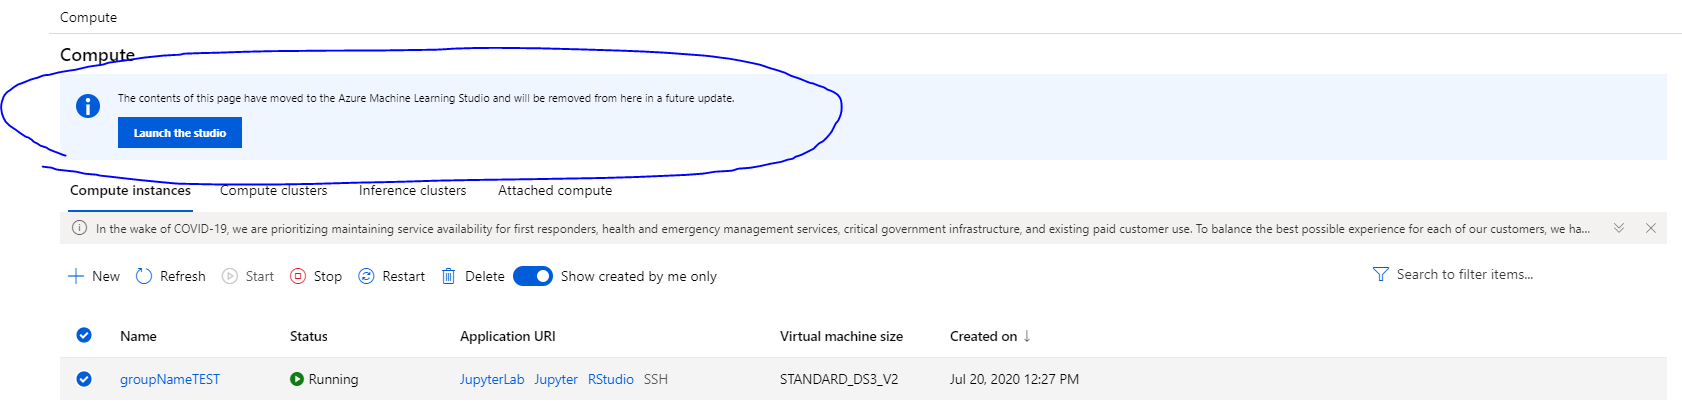 Compute
Compute
The contents of this page have moved to the Azure Machine Learning Studio and will be removed from here in a future update.
Launch the studio
Compute instances Compute clusters Inference clusters Attached compute
In the wake of COVID-19, we are prioritizing maintaining service availability for first responders, health and emergency management services, critical government infrastructure, and existing paid customer use. To balance the best possible experience for each of our customers, we ha...
New Refresh Start Stop Restart Delete Show created by me only Search to filter items...
Name Status Application URI Virtual machine size Created on ↓
groupNameTEST Running JupyterLab Jupyter RStudio SSH STANDARD_DS3_V2 Jul 20, 2020 12:27 PM